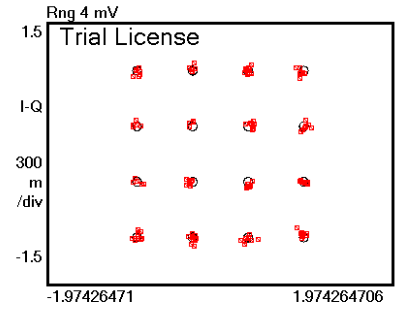 Rng 4 mV
1.5
Trial License
I-Q
300
m
/div
-1.5
-1.97426471
1.974264706